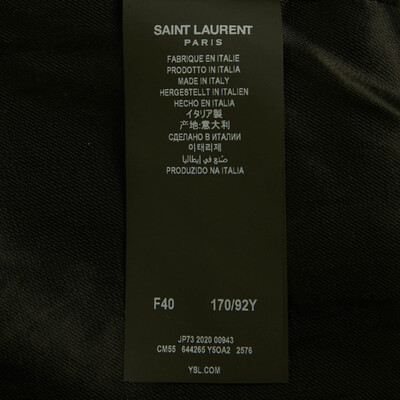 SAINT LAURENT
PARIS
FABRIQUE EN ITALIE
PRODOTTO IN ITALIA
MADE IN ITALY
HERGESTELLT IN ITALIEN
HECHO EN ITALIA
イタリア製
产地:意大利
СДЕЛАНО В ИТАЛИИ
이태리제
صنع في إيطاليا
PRODUZIDO NA ITALIA
F40 170/92Y
JP73 2020 00943
CM55 644265 Y5OA2 2576
YSL.COM